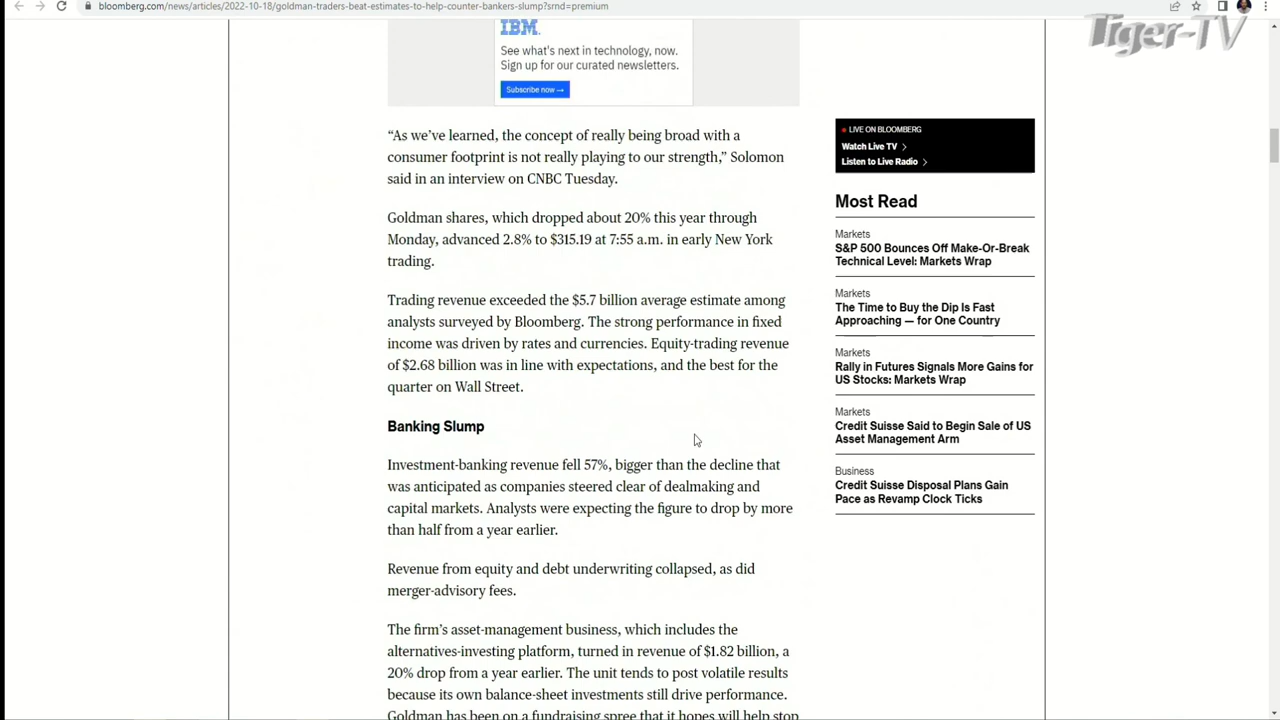 bloomberg.com/news/articles/2022-10-18/goldman-traders-beat-estimates-to-help-counter-bankers-slump?srnd=premium
Tiger-TV
IBM.
See what's next in technology, now.
Sign up for our curated newsletters.
Subscribe now →
“As we’ve learned, the concept of really being broad with a
consumer footprint is not really playing to our strength,” Solomon
said in an interview on CNBC Tuesday.
Goldman shares, which dropped about 20% this year through
Monday, advanced 2.8% to $315.19 at 7:55 a.m. in early New York
trading.
Trading revenue exceeded the $5.7 billion average estimate among
analysts surveyed by Bloomberg. The strong performance in fixed
income was driven by rates and currencies. Equity-trading revenue
of $2.68 billion was in line with expectations, and the best for the
quarter on Wall Street.
Banking Slump
Investment-banking revenue fell 57%, bigger than the decline that
was anticipated as companies steered clear of dealmaking and
capital markets. Analysts were expecting the figure to drop by more
than half from a year earlier.
Revenue from equity and debt underwriting collapsed, as did
merger-advisory fees.
The firm’s asset-management business, which includes the
alternatives-investing platform, turned in revenue of $1.82 billion, a
20% drop from a year earlier. The unit tends to post volatile results
because its own balance-sheet investments still drive performance.
Goldman has been on a fundraising spree that it hopes will help stop
LIVE ON BLOOMBERG
Watch Live TV >
Listen to Live Radio >
Most Read
Markets
S&P 500 Bounces Off Make-Or-Break
Technical Level: Markets Wrap
Markets
The Time to Buy the Dip Is Fast
Approaching — for One Country
Markets
Rally in Futures Signals More Gains for
US Stocks: Markets Wrap
Markets
Credit Suisse Said to Begin Sale of US
Asset Management Arm
Business
Credit Suisse Disposal Plans Gain
Pace as Revamp Clock Ticks